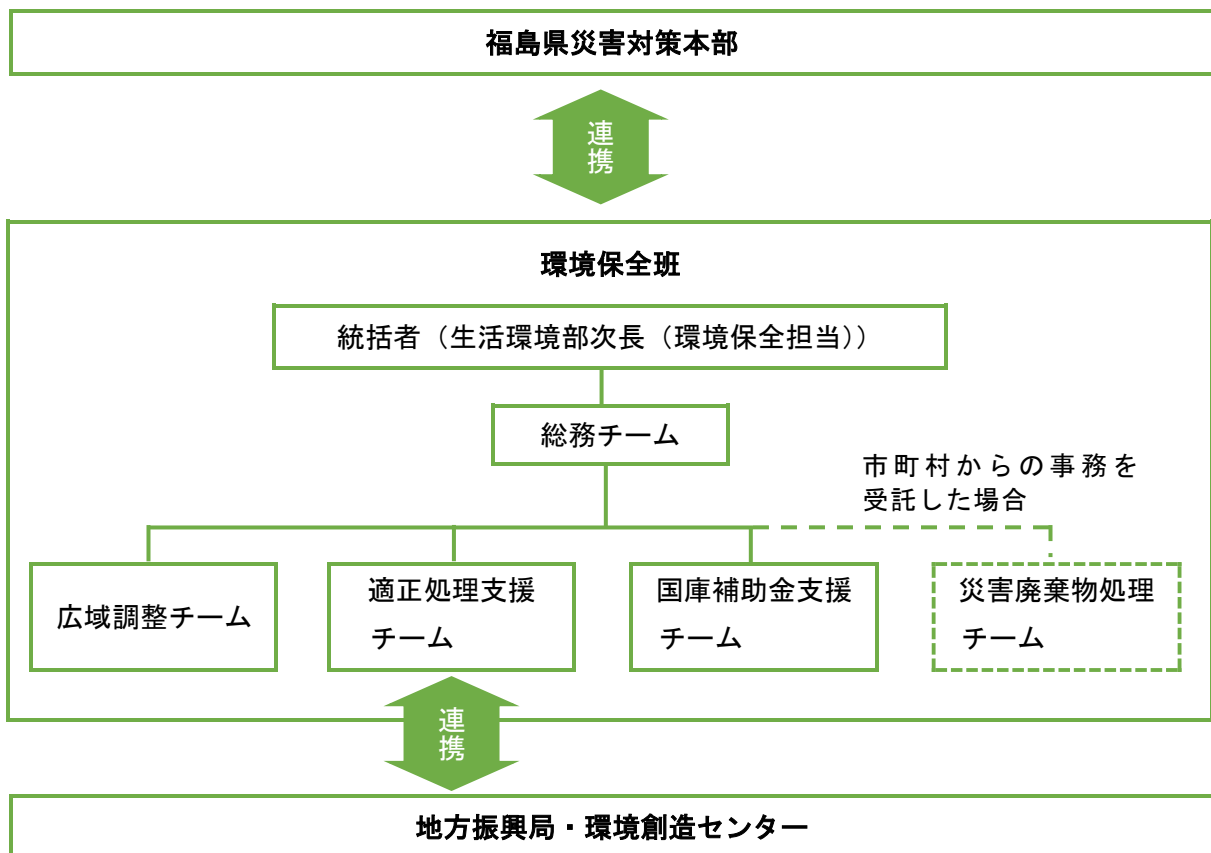 福島県災害対策本部
連
携
環境保全班
統括者（生活環境部次長（環境保全担当））
総務チーム
市町村からの事務を
受託した場合
広域調整チーム
適正処理支援
チーム
国庫補助金支援
チーム
災害廃棄物処理
チーム
連
携
地方振興局・環境創造センター